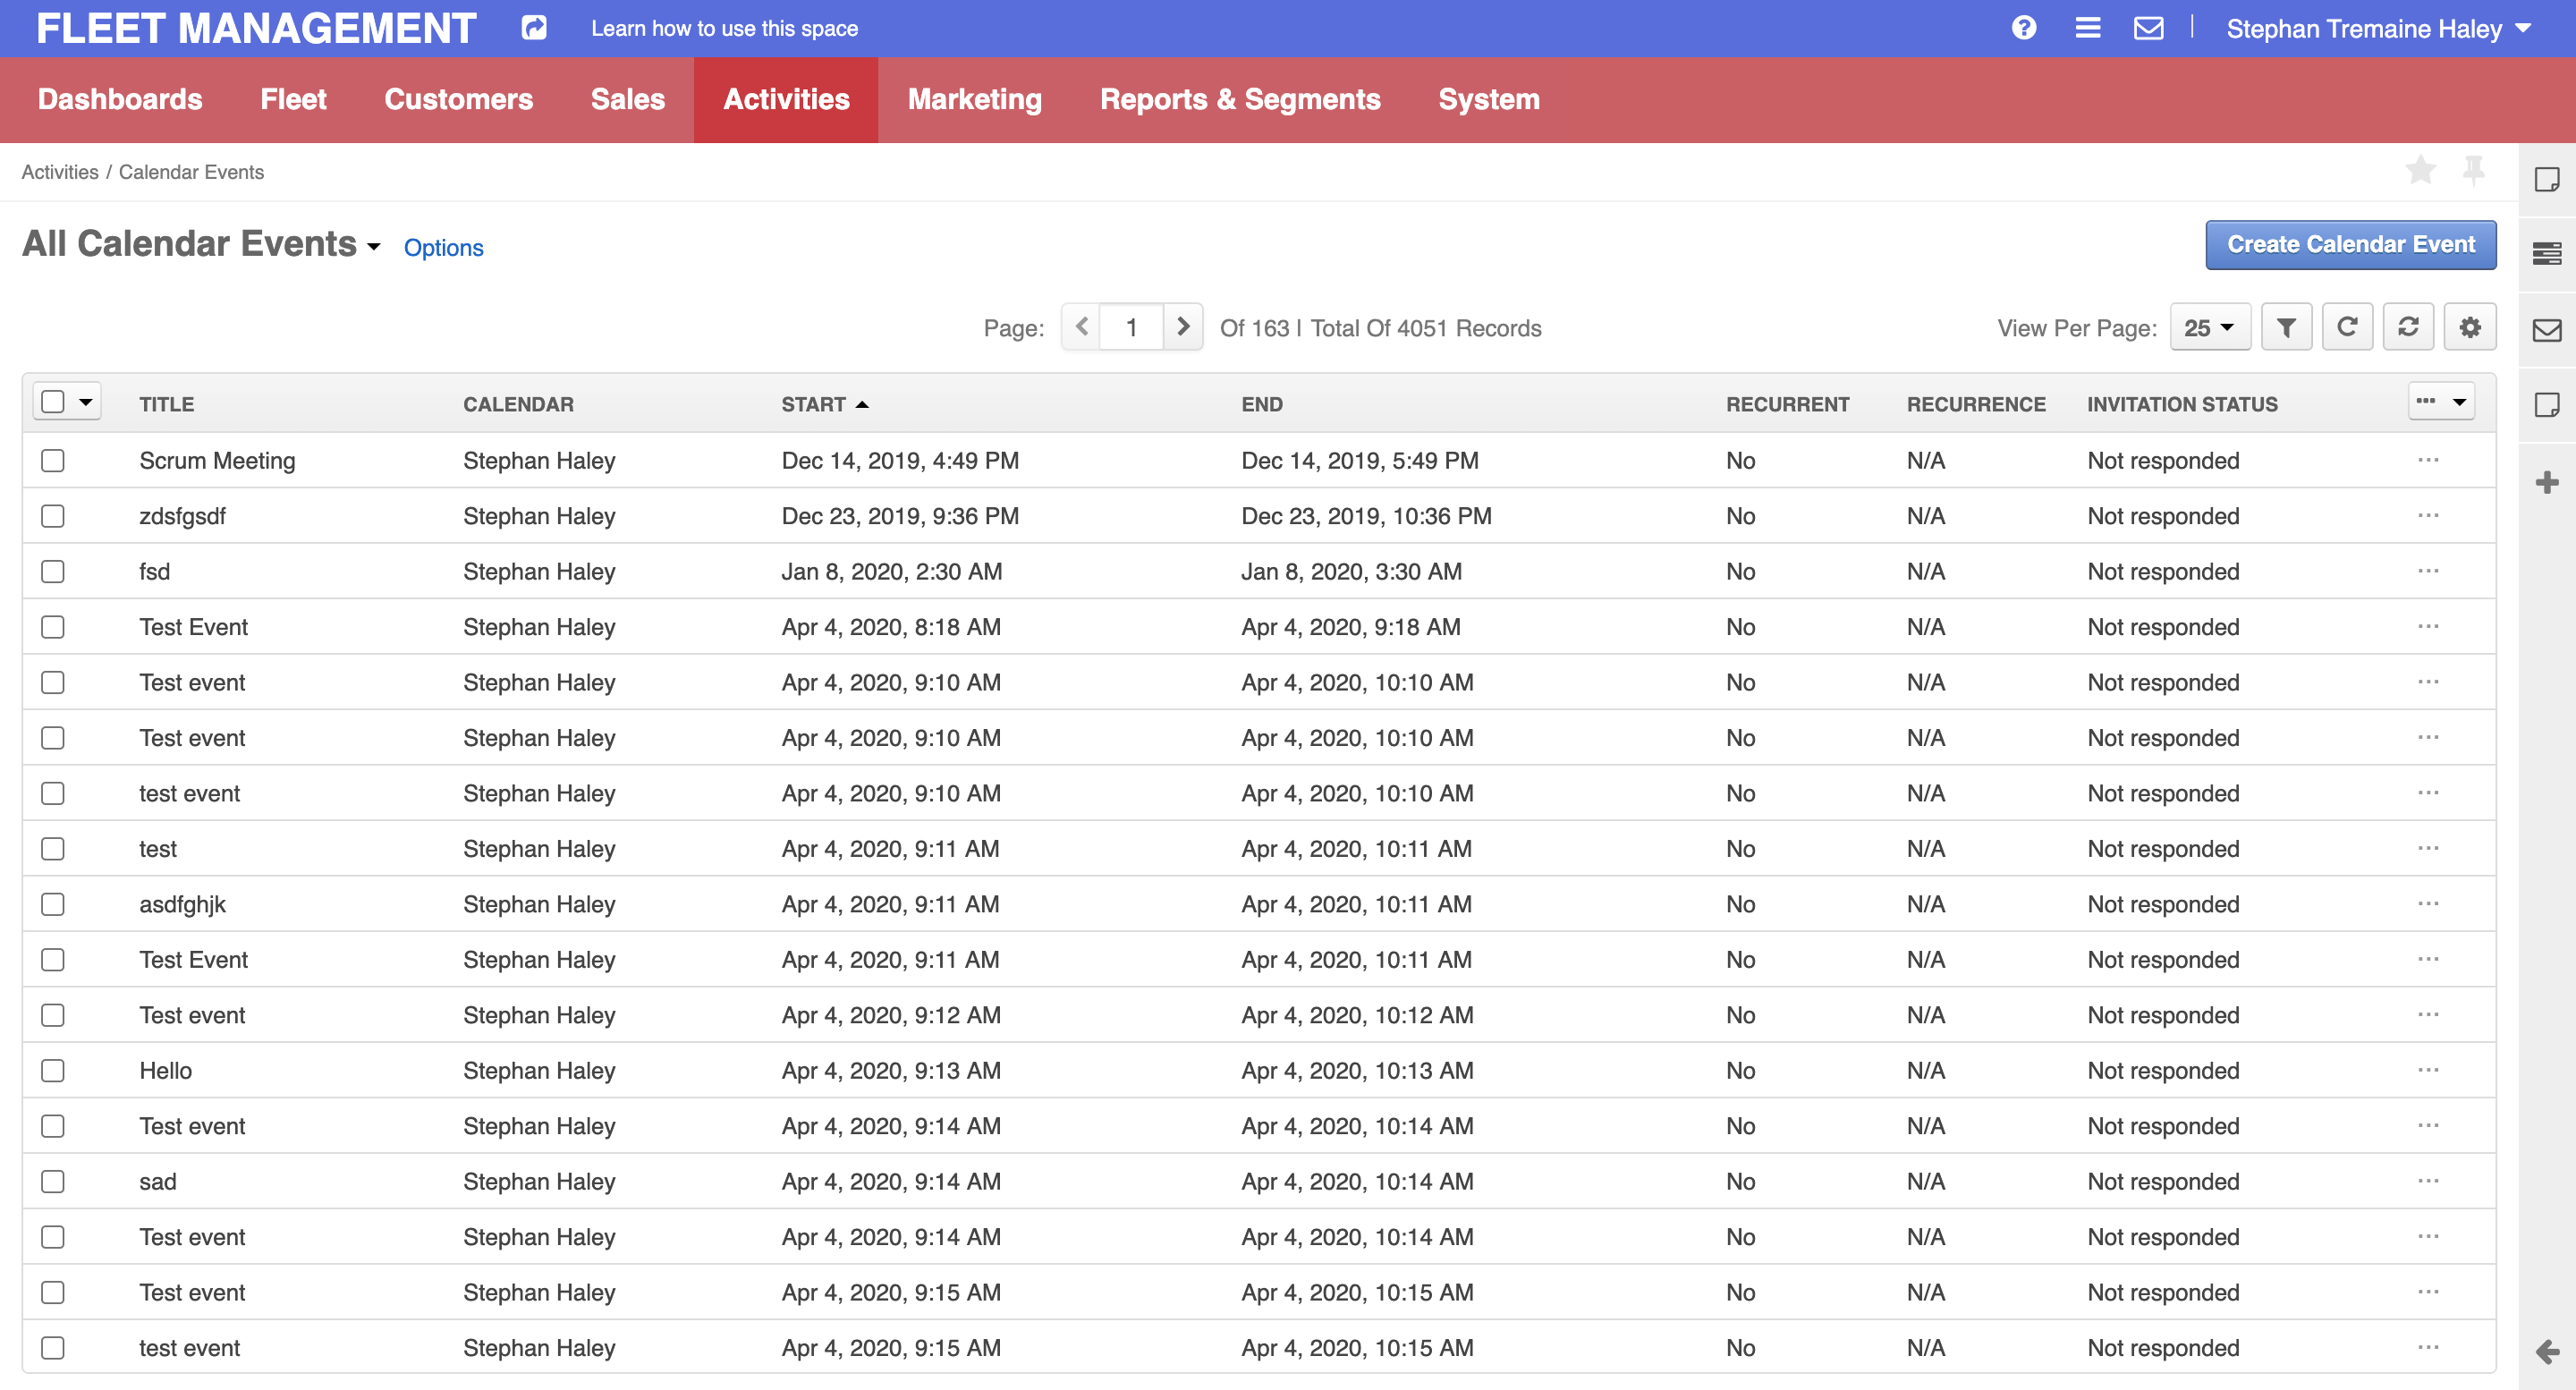 FLEET MANAGEMENT Learn how to use this space Stephan Tremaine Haley
Dashboards Fleet Customers Sales Activities Marketing Reports & Segments System
Activities / Calendar Events
All Calendar Events Options Create Calendar Event
Page: 1 Of 163 | Total Of 4051 Records View Per Page: 25
TITLE CALENDAR START END RECURRENT RECURRENCE INVITATION STATUS
Scrum Meeting Stephan Haley Dec 14, 2019, 4:49 PM Dec 14, 2019, 5:49 PM No N/A Not responded
zdsfgsdf Stephan Haley Dec 23, 2019, 9:36 PM Dec 23, 2019, 10:36 PM No N/A Not responded
fsd Stephan Haley Jan 8, 2020, 2:30 AM Jan 8, 2020, 3:30 AM No N/A Not responded
Test Event Stephan Haley Apr 4, 2020, 8:18 AM Apr 4, 2020, 9:18 AM No N/A Not responded
Test event Stephan Haley Apr 4, 2020, 9:10 AM Apr 4, 2020, 10:10 AM No N/A Not responded
Test event Stephan Haley Apr 4, 2020, 9:10 AM Apr 4, 2020, 10:10 AM No N/A Not responded
test event Stephan Haley Apr 4, 2020, 9:10 AM Apr 4, 2020, 10:10 AM No N/A Not responded
test Stephan Haley Apr 4, 2020, 9:11 AM Apr 4, 2020, 10:11 AM No N/A Not responded
asdfghjk Stephan Haley Apr 4, 2020, 9:11 AM Apr 4, 2020, 10:11 AM No N/A Not responded
Test Event Stephan Haley Apr 4, 2020, 9:11 AM Apr 4, 2020, 10:11 AM No N/A Not responded
Test event Stephan Haley Apr 4, 2020, 9:12 AM Apr 4, 2020, 10:12 AM No N/A Not responded
Hello Stephan Haley Apr 4, 2020, 9:13 AM Apr 4, 2020, 10:13 AM No N/A Not responded
Test event Stephan Haley Apr 4, 2020, 9:14 AM Apr 4, 2020, 10:14 AM No N/A Not responded
sad Stephan Haley Apr 4, 2020, 9:14 AM Apr 4, 2020, 10:14 AM No N/A Not responded
Test event Stephan Haley Apr 4, 2020, 9:14 AM Apr 4, 2020, 10:14 AM No N/A Not responded
Test event Stephan Haley Apr 4, 2020, 9:15 AM Apr 4, 2020, 10:15 AM No N/A Not responded
test event Stephan Haley Apr 4, 2020, 9:15 AM Apr 4, 2020, 10:15 AM No N/A Not responded